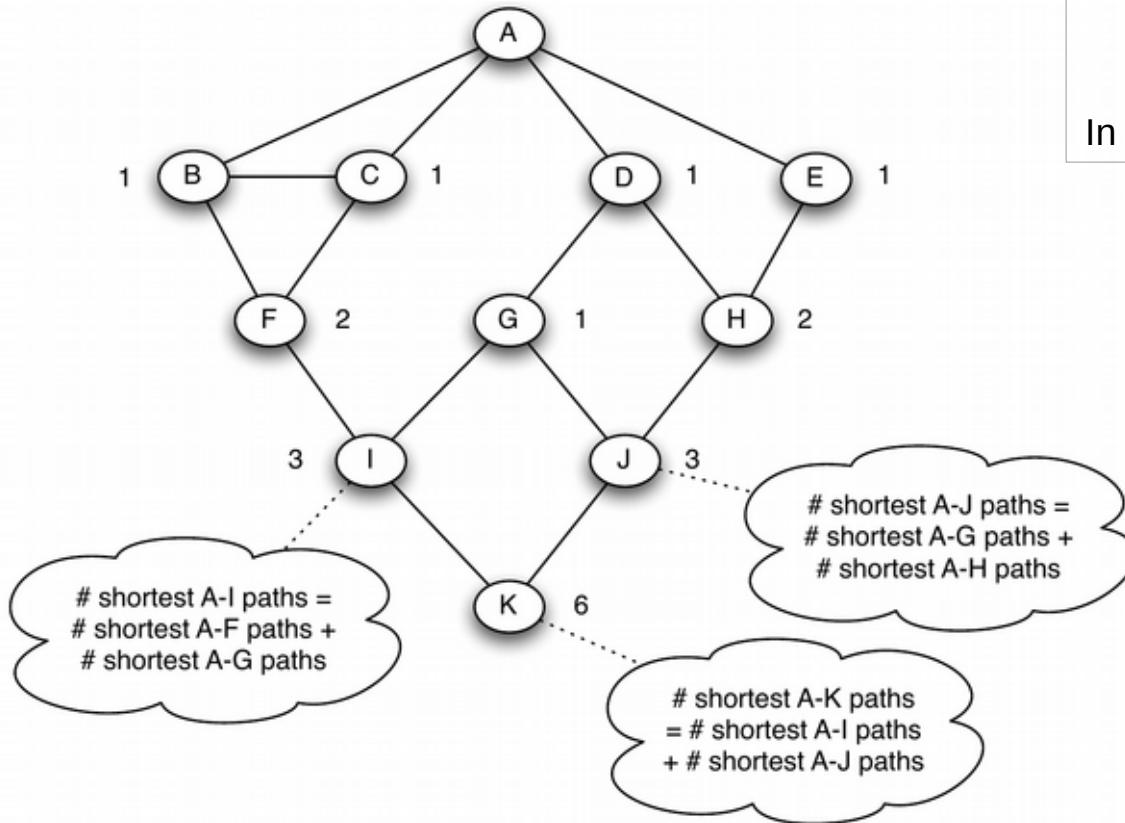 A
In
1
B
C
1
D
1
E
1
F
2
G
1
H
2
3
I
J
3
# shortest A-J paths =
# shortest A-G paths +
# shortest A-H paths
# shortest A-I paths =
# shortest A-F paths +
# shortest A-G paths
K
6
# shortest A-K paths
= # shortest A-I paths
+ # shortest A-J paths